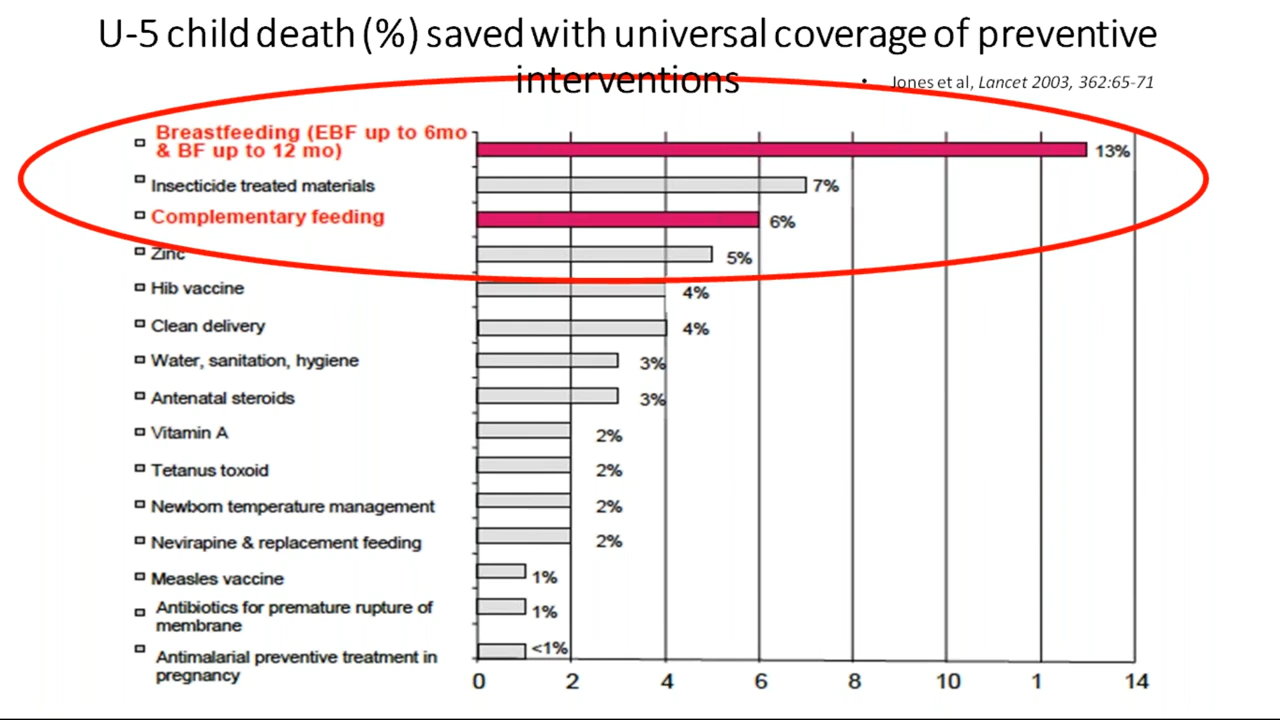 U-5 child death (%) saved with universal coverage of preventive
interventions
• Jones et al, Lancet 2003, 362:65-71
Breastfeeding (EBF up to 6mo
& BF up to 12 mo)
13%
Insecticide treated materials
7%
Complementary feeding
6%
Zinc
5%
Hib vaccine
4%
Clean delivery
4%
Water, sanitation, hygiene
3%
Antenatal steroids
3%
Vitamin A
2%
Tetanus toxoid
2%
Newborn temperature management
2%
Nevirapine & replacement feeding
2%
Measles vaccine
1%
Antibiotics for premature rupture of
membrane
1%
Antimalarial preventive treatment in
pregnancy
<1%
0 2 4 6 8 10 1 14